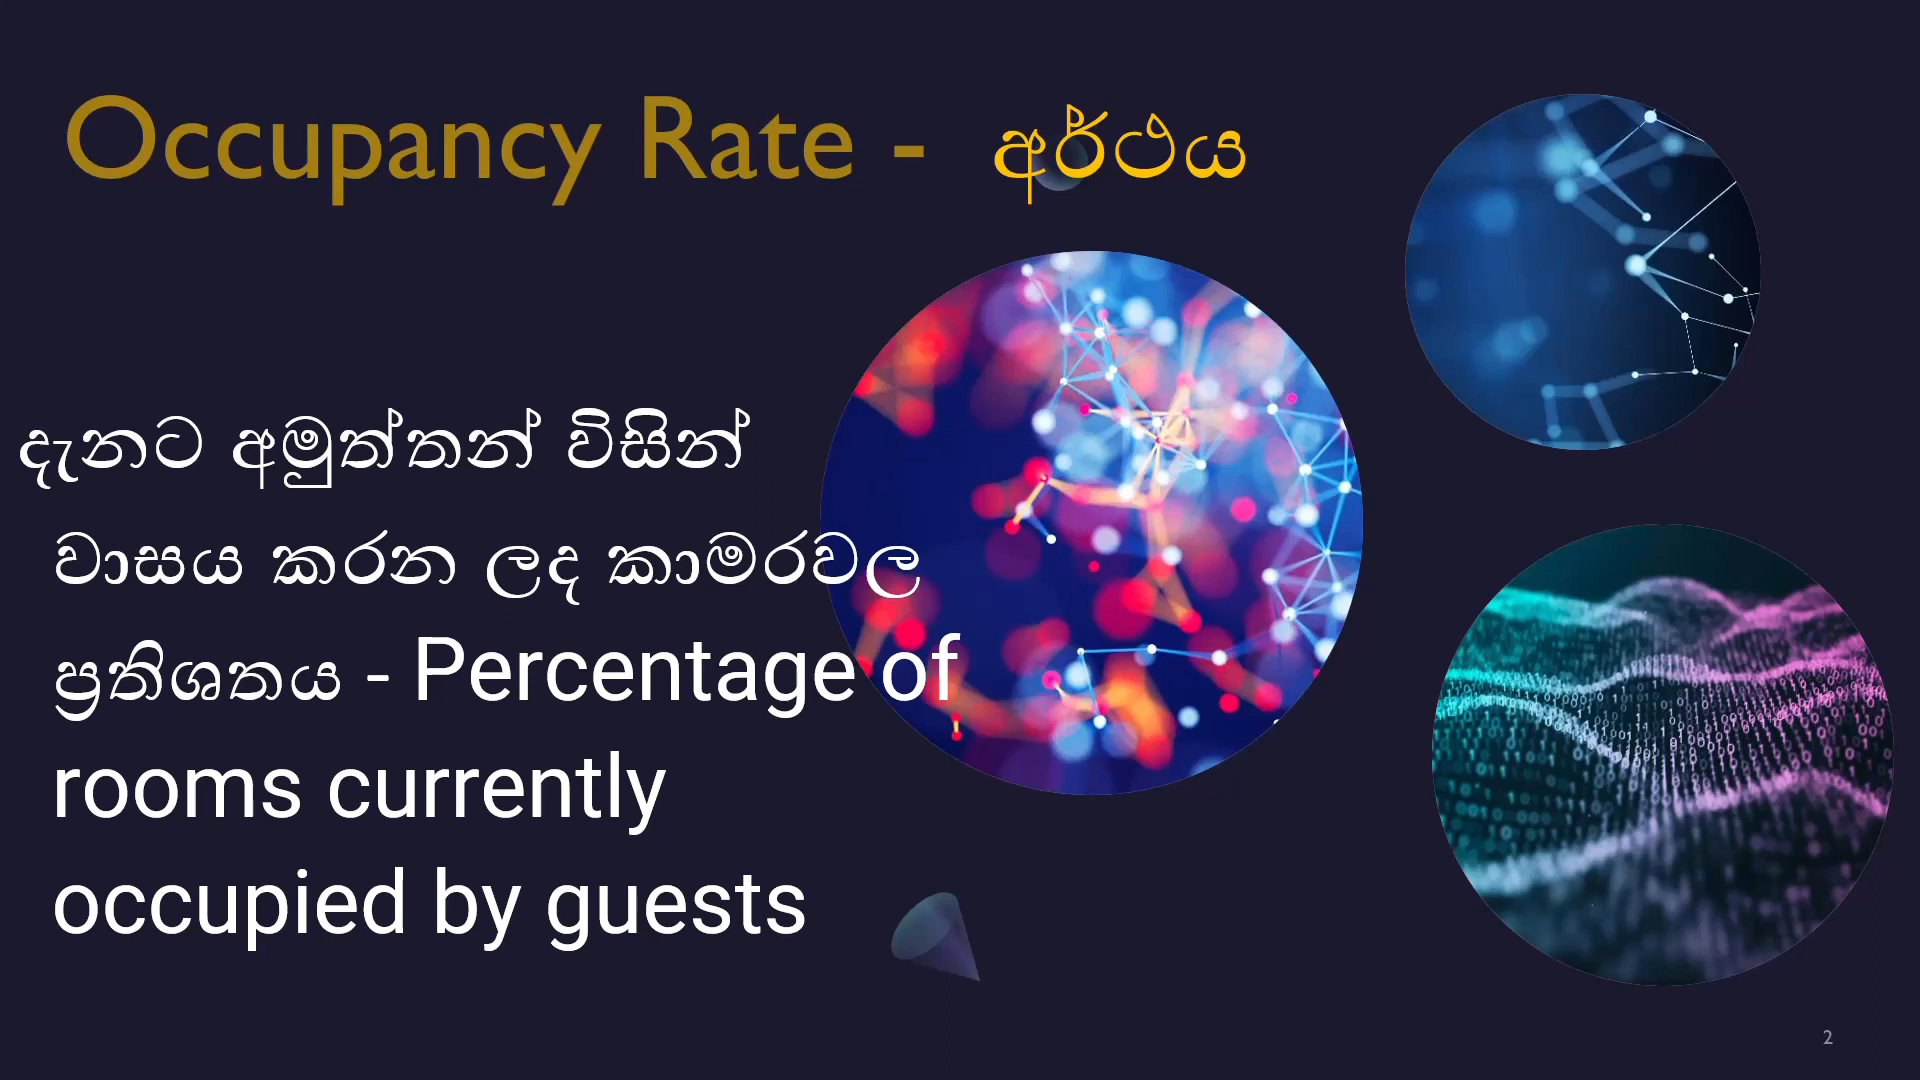 Occupancy Rate - අර්ථය
දැනට අමුත්තන් විසින්
වාසය කරන ලද කාමරවල
ප්‍රතිශතය - Percentage of
rooms currently
occupied by guests
2